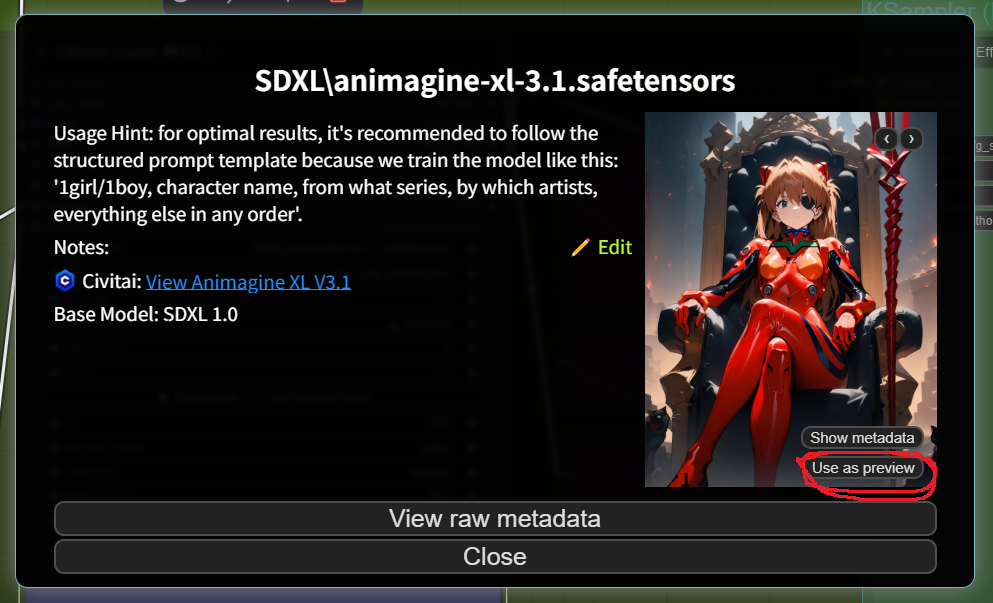 KSampler (
Eff
SDXL\animagine-xl-3.1.safetensors
Usage Hint: for optimal results, it's recommended to follow the
structured prompt template because we train the model like this:
'1girl/1boy, character name, from what series, by which artists,
everything else in any order'.
g_s
Notes:
Edit
tho
Civitai: View Animagine XL V3.1
Base Model: SDXL 1.0
Show metadata
Use as preview
View raw metadata
Close